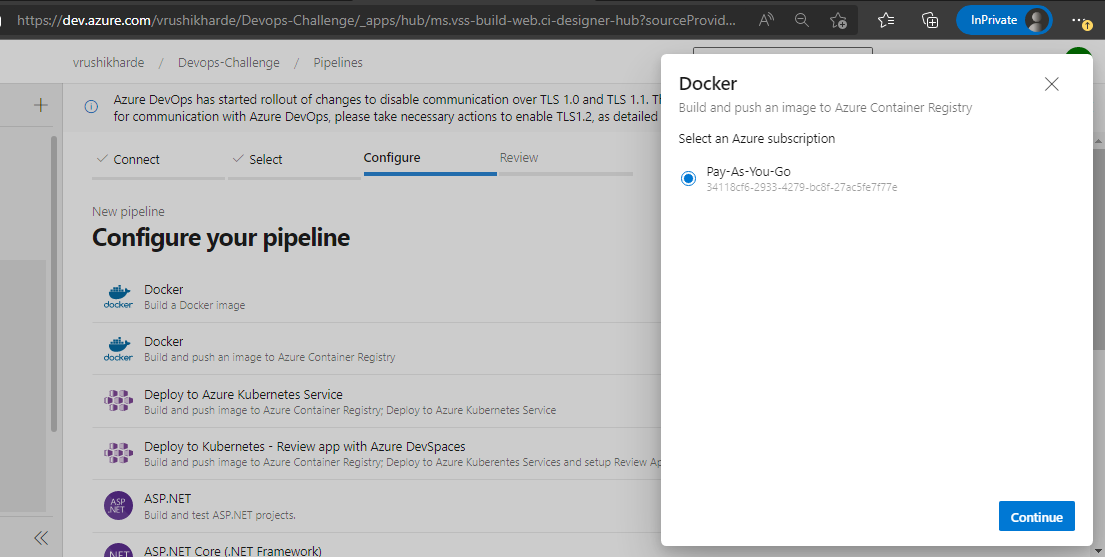 https://dev.azure.com/vrushikharde/Devops-Challenge/_apps/hub/ms.vss-build-web.ci-designer-hub?sourceProvid...
InPrivate
vrushikharde / Devops-Challenge / Pipelines
Azure DevOps has started rollout of changes to disable communication over TLS 1.0 and TLS 1.1.
for communication with Azure DevOps, please take necessary actions to enable TLS1.2, as detailed
Connect
Select
Configure
Review
New pipeline
Configure your pipeline
docker
Docker
Build a Docker image
docker
Docker
Build and push an image to Azure Container Registry
Deploy to Azure Kubernetes Service
Build and push image to Azure Container Registry; Deploy to Azure Kubernetes Service
Deploy to Kubernetes - Review app with Azure DevSpaces
Build and push image to Azure Container Registry; Deploy to Azure Kuberentes Services and setup Review Ap
ASP.NET
ASP.NET
Build and test ASP.NET projects.
.NET
ASP.NET Core (.NET Framework)
Docker
Build and push an image to Azure Container Registry
Select an Azure subscription
Pay-As-You-Go
34118cf6-2933-4279-bc8f-27ac5fe7f77e
Continue